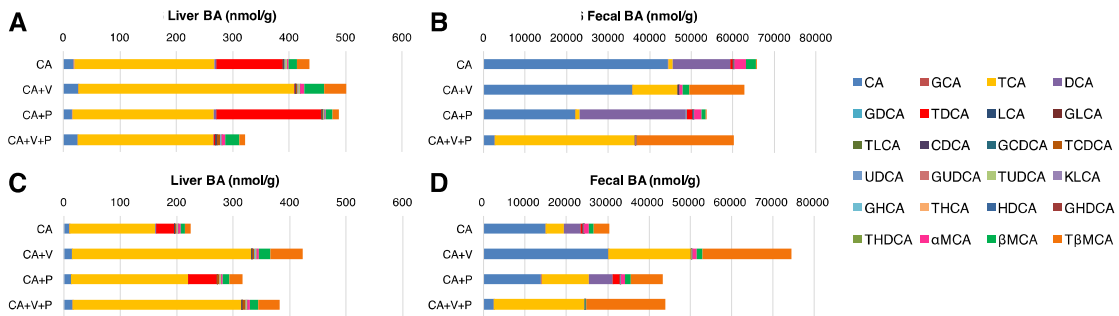 A
Liver BA (nmol/g)
0 100 200 300 400 500 600
CA
CA+V
CA+P
CA+V+P
B
Fecal BA (nmol/g)
0 10000 20000 30000 40000 50000 60000 70000 80000
CA
CA+V
CA+P
CA+V+P
C
Liver BA (nmol/g)
0 100 200 300 400 500 600
CA
CA+V
CA+P
CA+V+P
D
Fecal BA (nmol/g)
0 10000 20000 30000 40000 50000 60000 70000 80000
CA
CA+V
CA+P
CA+V+P
CA GCA TCA DCA
GDCA TDCA LCA GLCA
TLCA CDCA GCDCA TCDCA
UDCA GUDCA TUDCA KLCA
GHCA THCA HDCA GHDCA
THDCA αMCA βMCA TβMCA